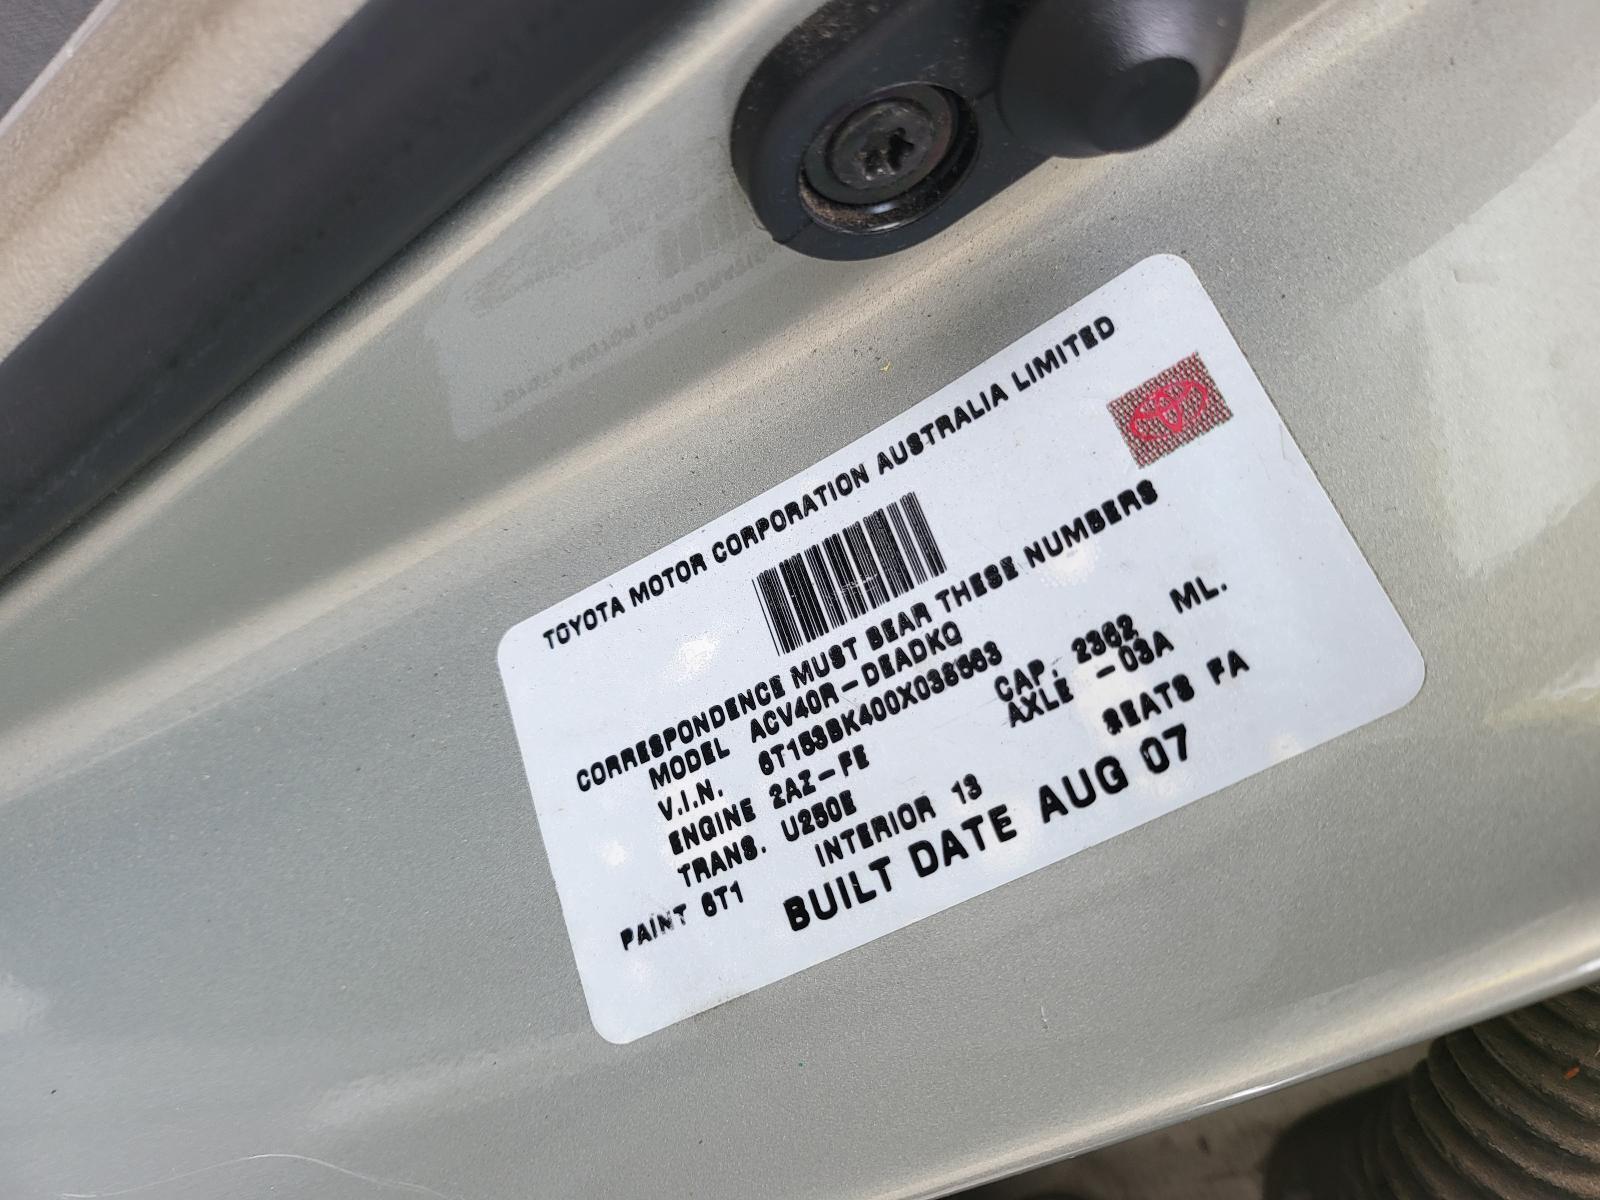 TOYOTA MOTOR CORPORATION AUSTRALIA LIMITED
CORRESPONDENCE MUST BEAR THESE NUMBERS
MODEL ACV40R-DEADKQ
V.I.N. 6T153BK400X038563
ENGINE 2AZ-FE CAP. 2362 ML.
TRANS. U250E AXLE -03A
PAINT 6T1 INTERIOR 13 SEATS FA
BUILT DATE AUG 07